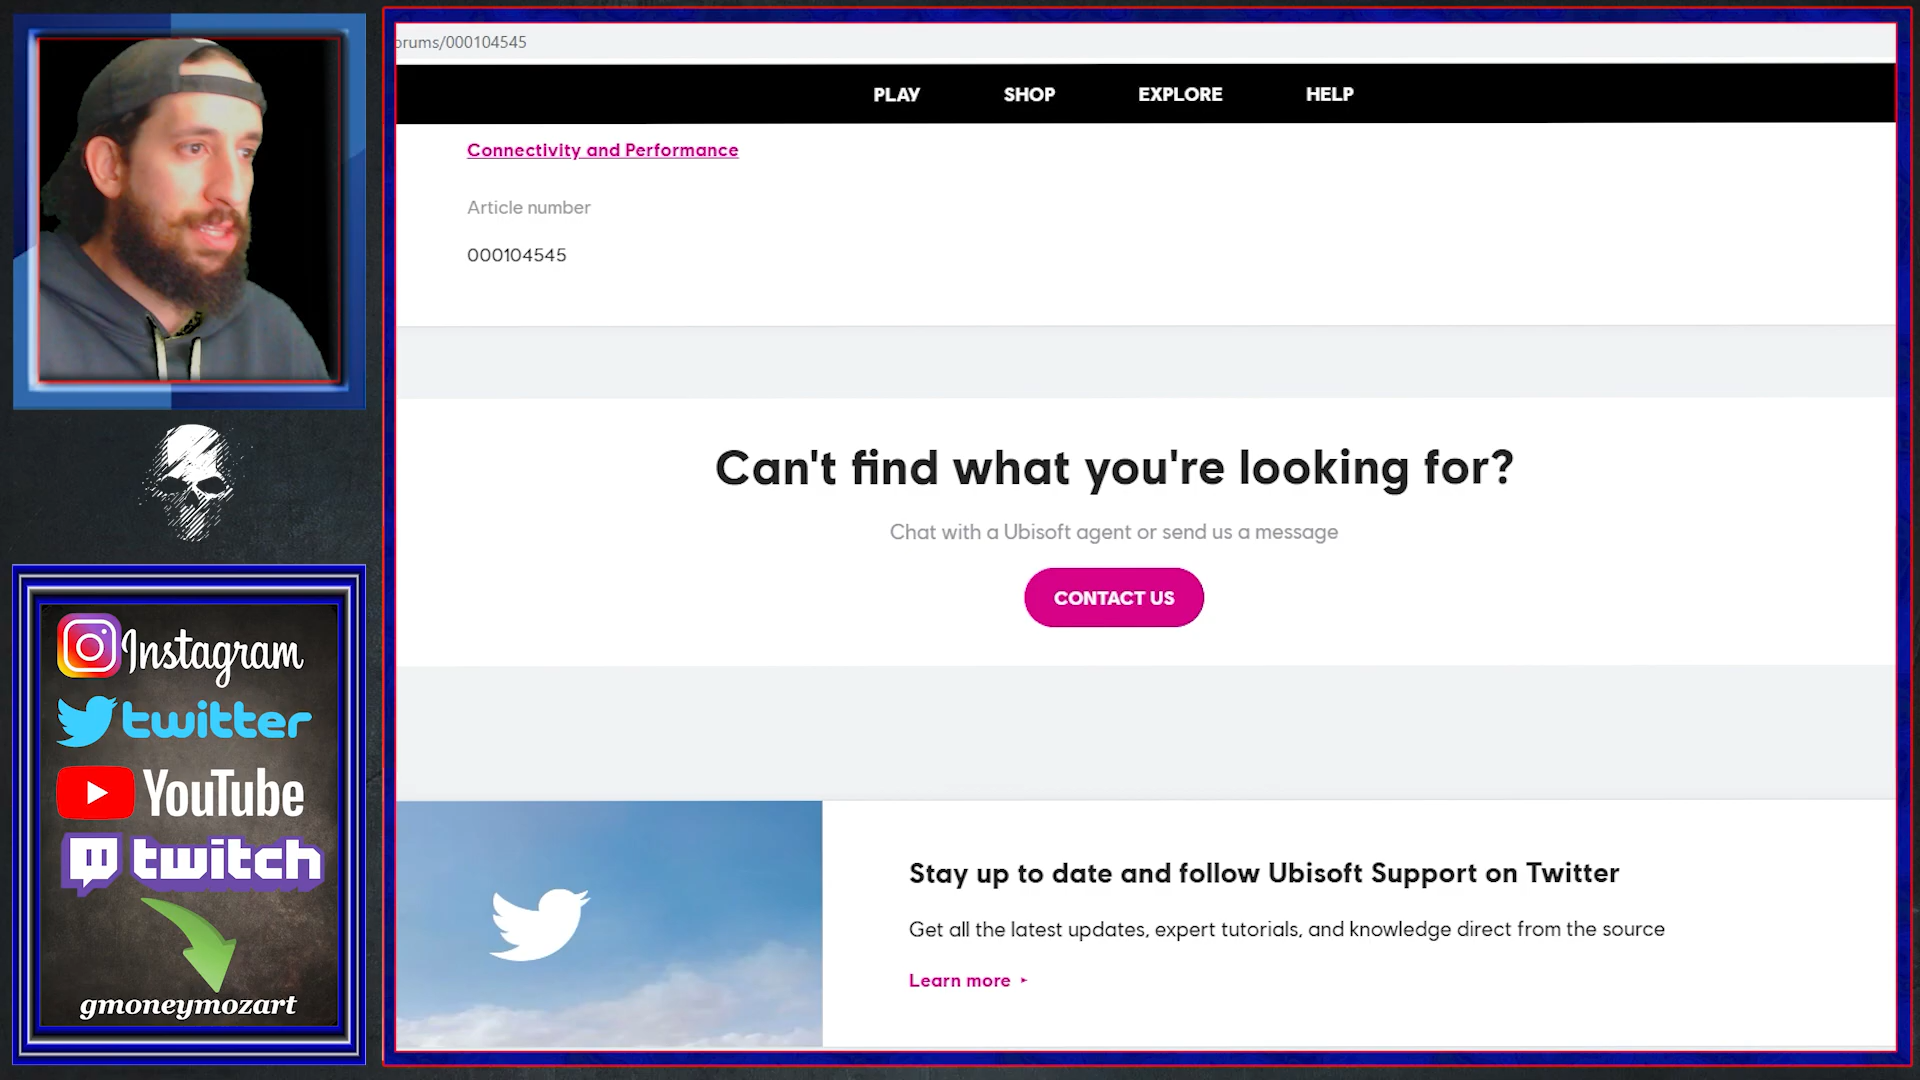 orums/000104545
PLAY
SHOP
EXPLORE
HELP
Connectivity and Performance
Article number
000104545
Can't find what you're looking for?
Chat with a Ubisoft agent or send us a message
CONTACT US
Stay up to date and follow Ubisoft Support on Twitter
Get all the latest updates, expert tutorials, and knowledge direct from the source
Learn more
Instagram
twitter
YouTube
twitch
gmoneymozart